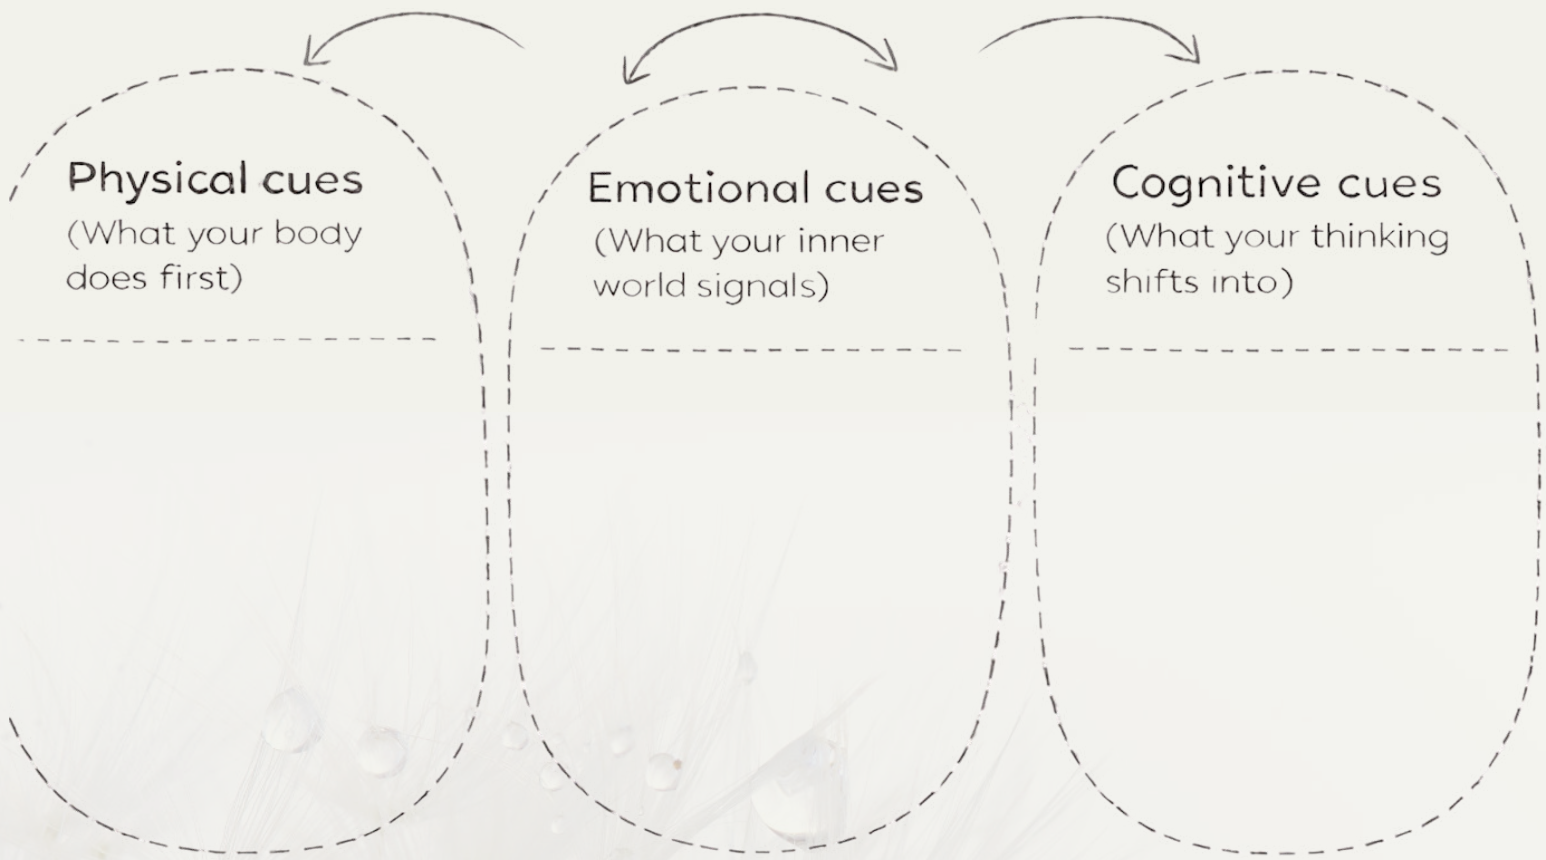 Physical cues
(What your body
does first)
Emotional cues
(What your inner
world signals)
Cognitive cues
(What your thinking
shifts into)